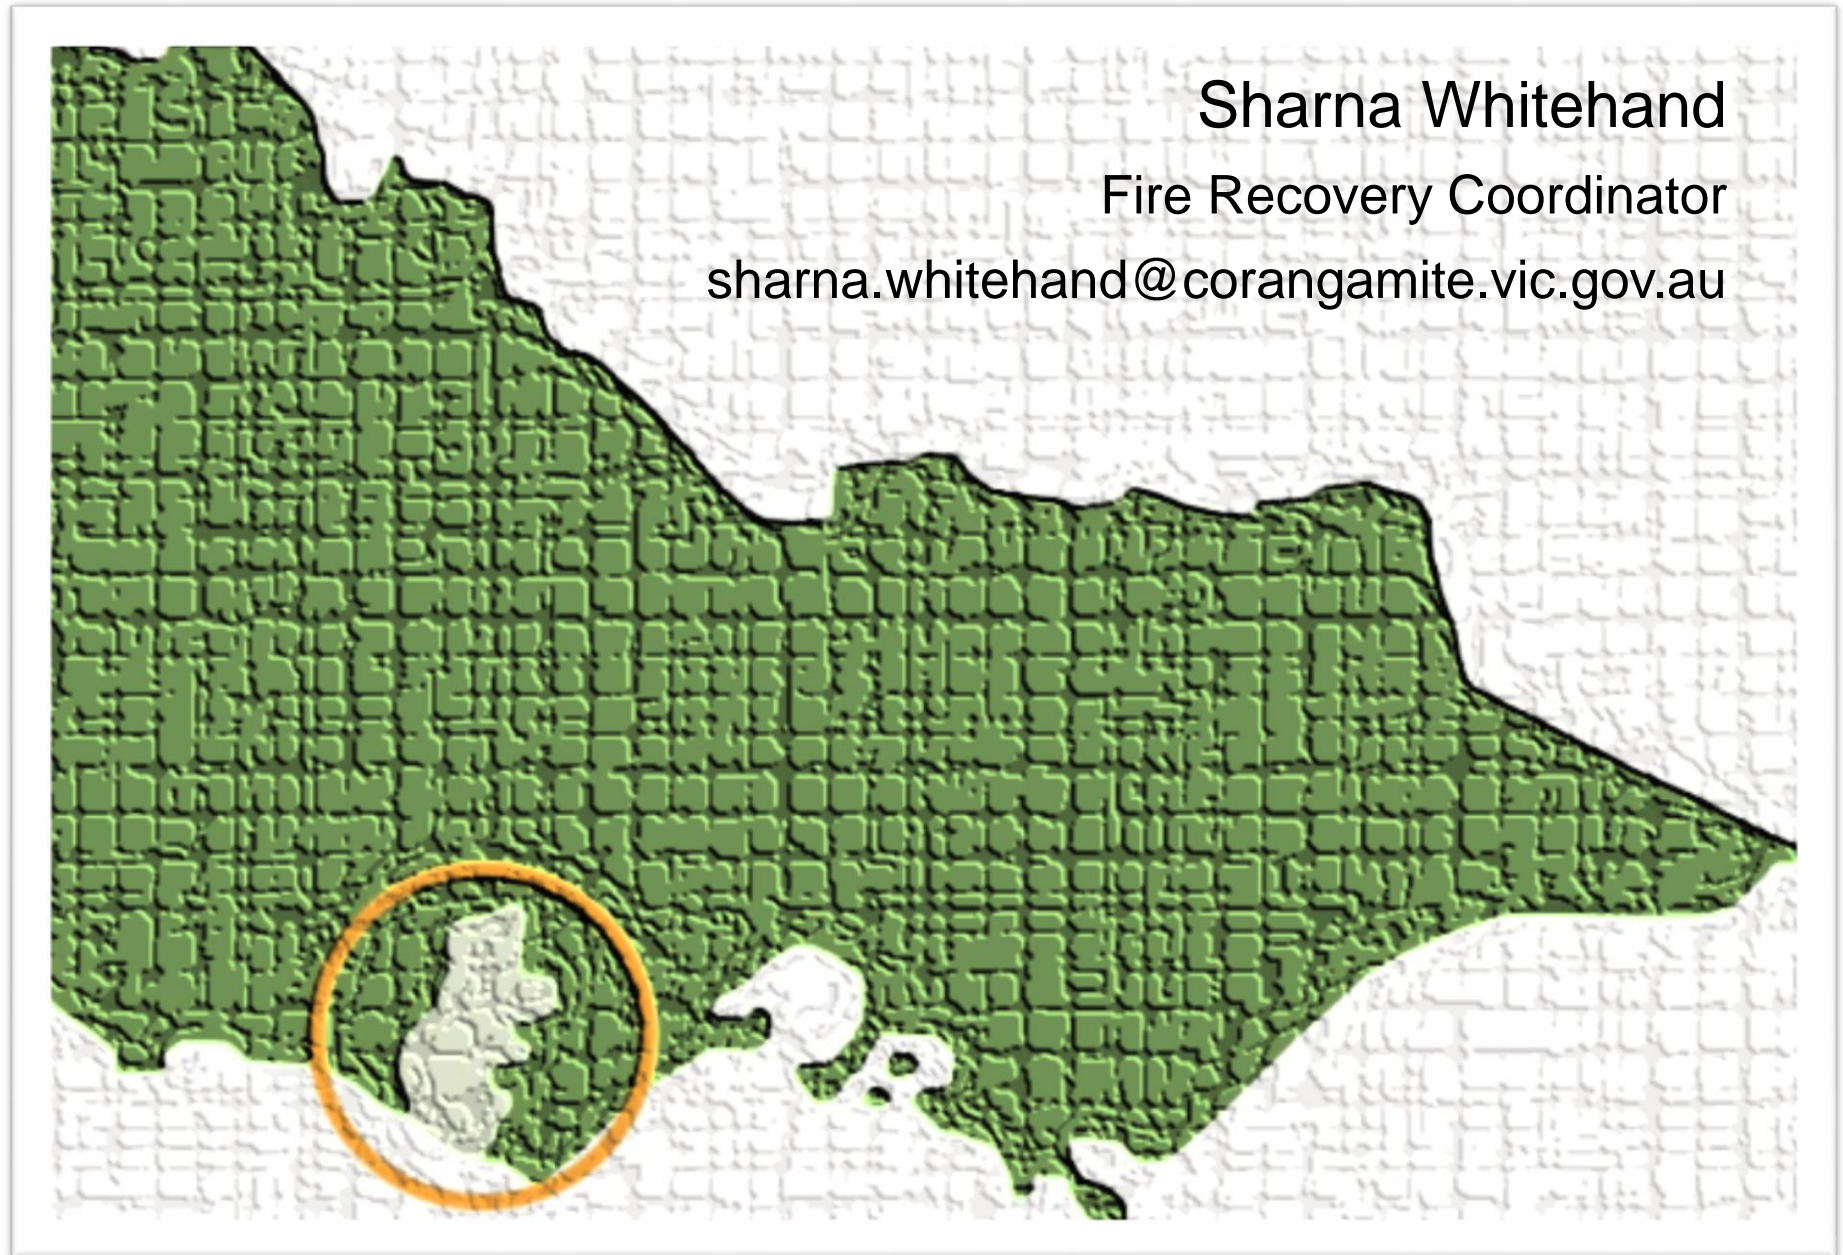 Sharna Whitehand
Fire Recovery Coordinator
sharna.whitehand@corangamite.vic.gov.au